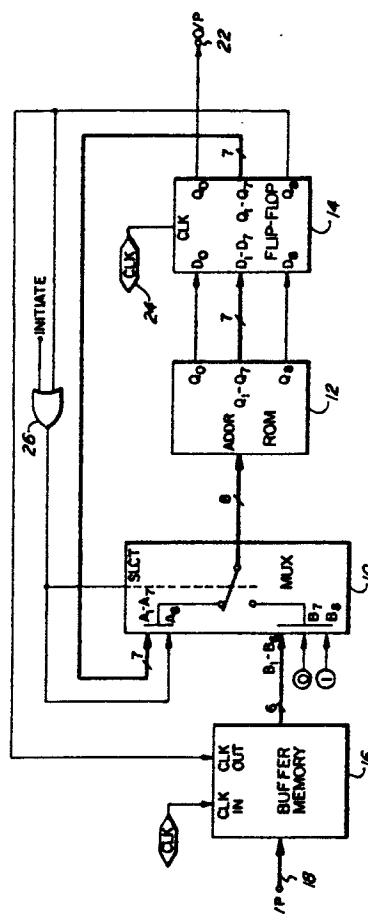 INITIATE
26
O/P
22
CLK
24
CLK
SLCT
A₁-A₇
A₈
7
MUX
B₁-B₆
B₇
B₈
6
0
1
8
ADDR
ROM
Q₀
Q₁-Q₇
Q₈
12
7
CLK
D₀
D₁-D₇
D₈
Q₀
Q₁-Q₇
Q₈
FLIP-FLOP
14
7
CLK IN
CLK OUT
BUFFER
MEMORY
/P
18